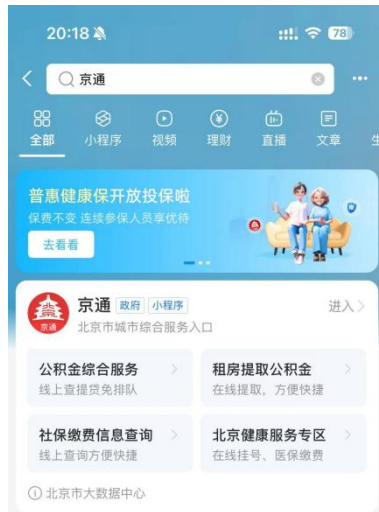 20:18 78
京通
全部 小程序 视频 理财 直播 文章
普惠健康保开放投保啦
保费不变 连续参保人员享优待
去看看
京通 政府 小程序 进入
京通 北京市城市综合服务入口
公积金综合服务 租房提取公积金
线上查提贷免排队 在线提取,方便快捷
社保缴费信息查询 北京健康服务专区
线上查询方便快捷 在线挂号、医保缴费
北京市大数据中心